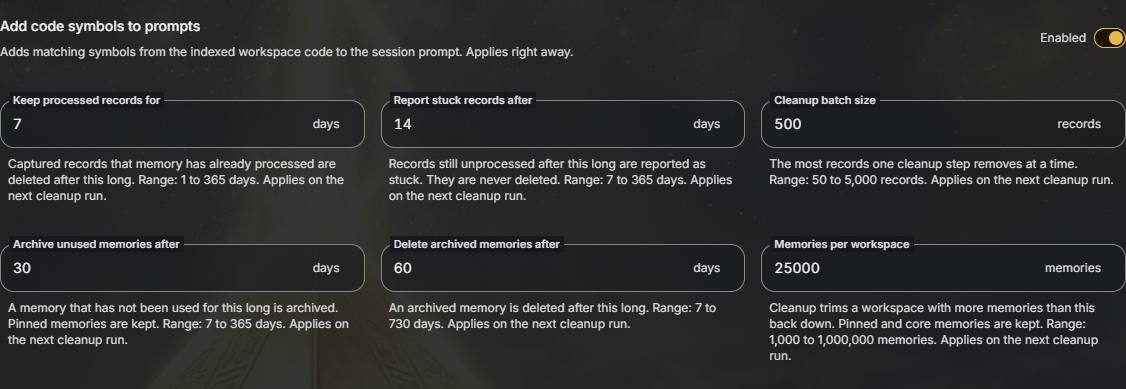 Add code symbols to prompts
Adds matching symbols from the indexed workspace code to the session prompt. Applies right away.
Enabled
Keep processed records for
7 days
Captured records that memory has already processed are
deleted after this long. Range: 1 to 365 days. Applies on the
next cleanup run.
Report stuck records after
14 days
Records still unprocessed after this long are reported as
stuck. They are never deleted. Range: 7 to 365 days. Applies
on the next cleanup run.
Cleanup batch size
500 records
The most records one cleanup step removes at a time.
Range: 50 to 5,000 records. Applies on the next cleanup run.
Archive unused memories after
30 days
A memory that has not been used for this long is archived.
Pinned memories are kept. Range: 7 to 365 days. Applies on
the next cleanup run.
Delete archived memories after
60 days
An archived memory is deleted after this long. Range: 7 to
730 days. Applies on the next cleanup run.
Memories per workspace
25000 memories
Cleanup trims a workspace with more memories than this
back down. Pinned and core memories are kept. Range:
1,000 to 1,000,000 memories. Applies on the next cleanup
run.